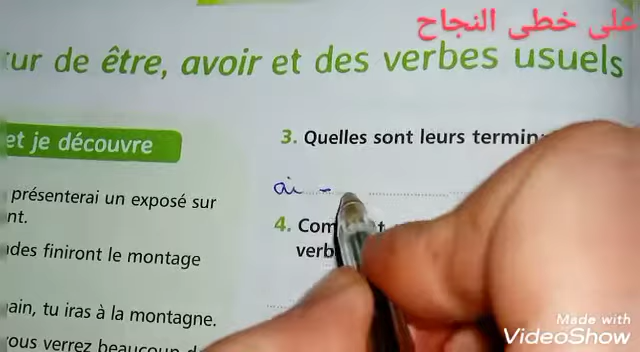 على خطى النجاح
ur de être, avoir et des verbes usuels
et je découvre
3. Quelles sont leurs termin
présenterai un exposé sur
nt.
ai -
4. Com
verb
des finiront le montage
ain, tu iras à la montagne.
ous verrez beaucoup d
Made with
VideoShow